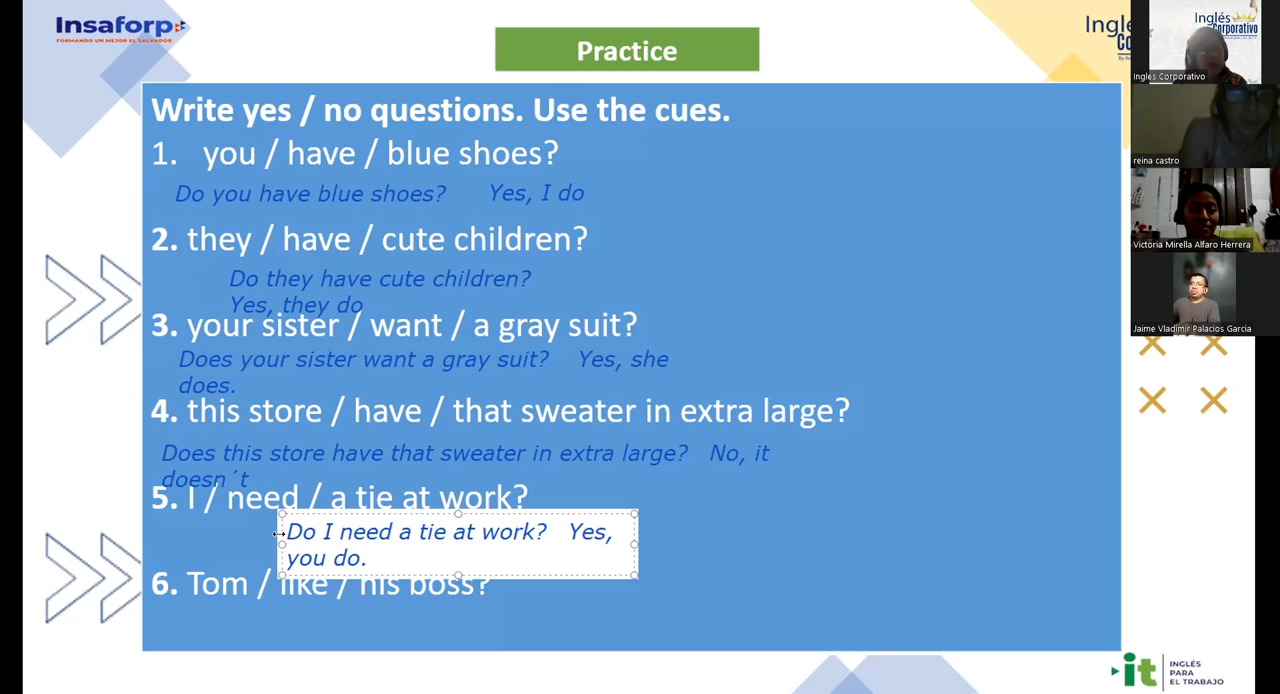 Insaforp
FORMANDO UN MEJOR EL SALVADOR
Practice
Inglés
Corporativo
Ingles Corporativo
reina castro
Victoria Mirella Alfaro Herrera
Jaime Vladimir Palacios Garcia
Write yes / no questions. Use the cues.
1. you / have / blue shoes?
Do you have blue shoes? Yes, I do
2. they / have / cute children?
Do they have cute children?
Yes, they do
3. your sister / want / a gray suit?
Does your sister want a gray suit? Yes, she
does.
4. this store / have / that sweater in extra large?
Does this store have that sweater in extra large? No, it
doesn´t
5. I / need / a tie at work?
Do I need a tie at work? Yes,
you do.
6. Tom / like / his boss?
it
INGLÉS
PARA
EL TRABAJO